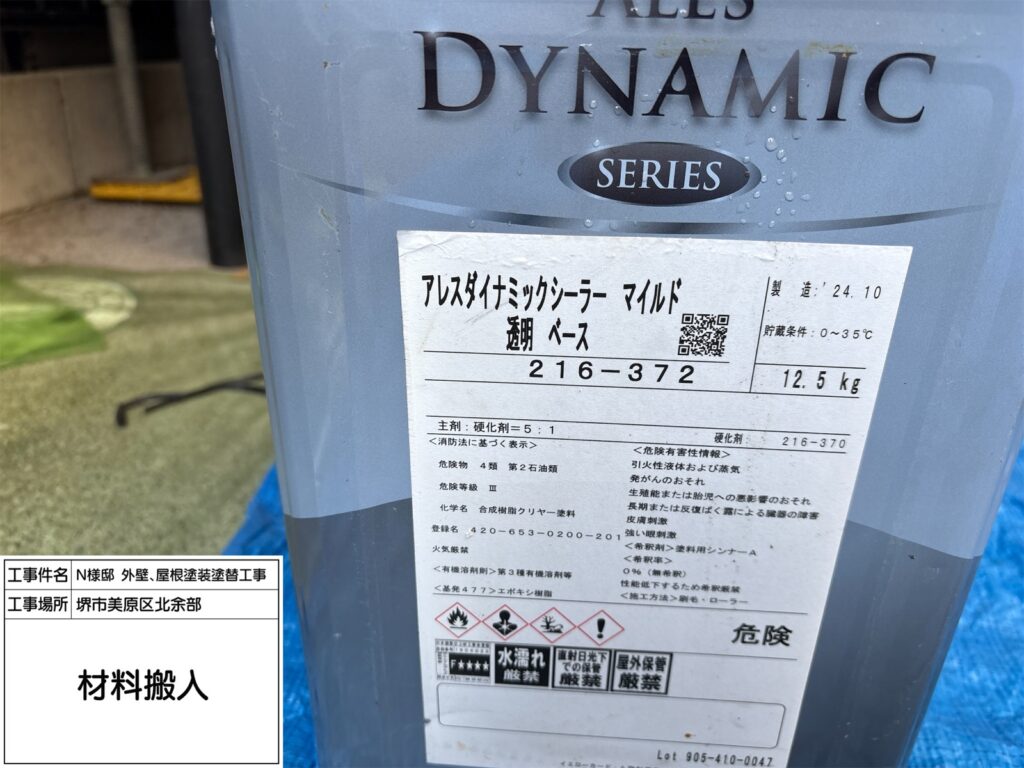 ALES
DYNAMIC
SERIES
アレスダイナミックシーラー マイルド
透明 ベース
216-372
製 造:'24.10
貯蔵条件:0~35℃
12.5 kg
主剤:硬化剤=5:1
硬化剤: 216-370
<消防法に基づく表示>
危険物 4類 第2石油類
危険等級 Ⅲ
化学名 合成樹脂クリヤー塗料
登録名 420-653-0200-201
火気厳禁
<有機溶剤則>第3種有機溶剤等
<基発477>エポキシ樹脂
<危険有害性情報>
引火性液体および蒸気
発がんのおそれ
生殖能または胎児への悪影響のおそれ
長期または反復ばく露による臓器の障害
皮膚刺激
強い眼刺激
<希釈剤>塗料用シンナーA
<希釈率>
0%(無希釈)
性能低下するため希釈厳禁
<施工方法>刷毛・ローラー
危険
F★★★★
水濡れ
厳禁
直射日光下
での保管
厳禁
屋外保管
厳禁
Lot 905-410-0047
工事件名 N様邸 外壁、屋根塗装塗替工事
工事場所 堺市美原区北余部
材料搬入